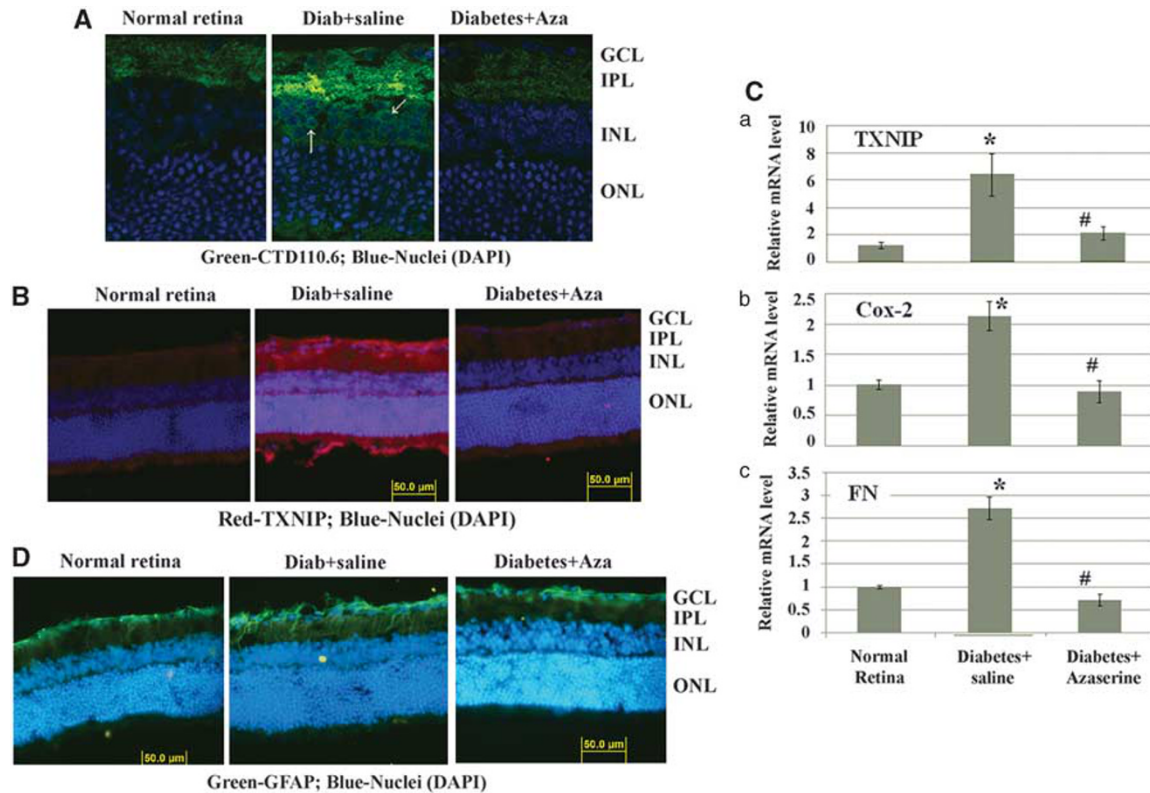 A
Normal retina
Diab+saline
Diabetes+Aza
GCL
IPL
INL
ONL
Green-CTD110.6; Blue-Nuclei (DAPI)
B
Normal retina
Diab+saline
Diabetes+Aza
GCL
IPL
INL
ONL
50.0 µm
50.0 µm
Red-TXNIP; Blue-Nuclei (DAPI)
D
Normal retina
Diab+saline
Diabetes+Aza
GCL
IPL
INL
ONL
50.0 µm
50.0 µm
50.0 µm
Green-GFAP; Blue-Nuclei (DAPI)
C
a
TXNIP
Relative mRNA level
10
8
6
4
2
0
*
#
b
Cox-2
Relative mRNA level
2.5
2
1.5
1
0.5
0
*
#
c
FN
Relative mRNA level
3.5
3
2.5
2
1.5
1
0.5
0
*
#
Normal
Retina
Diabetes+
saline
Diabetes+
Azaserine